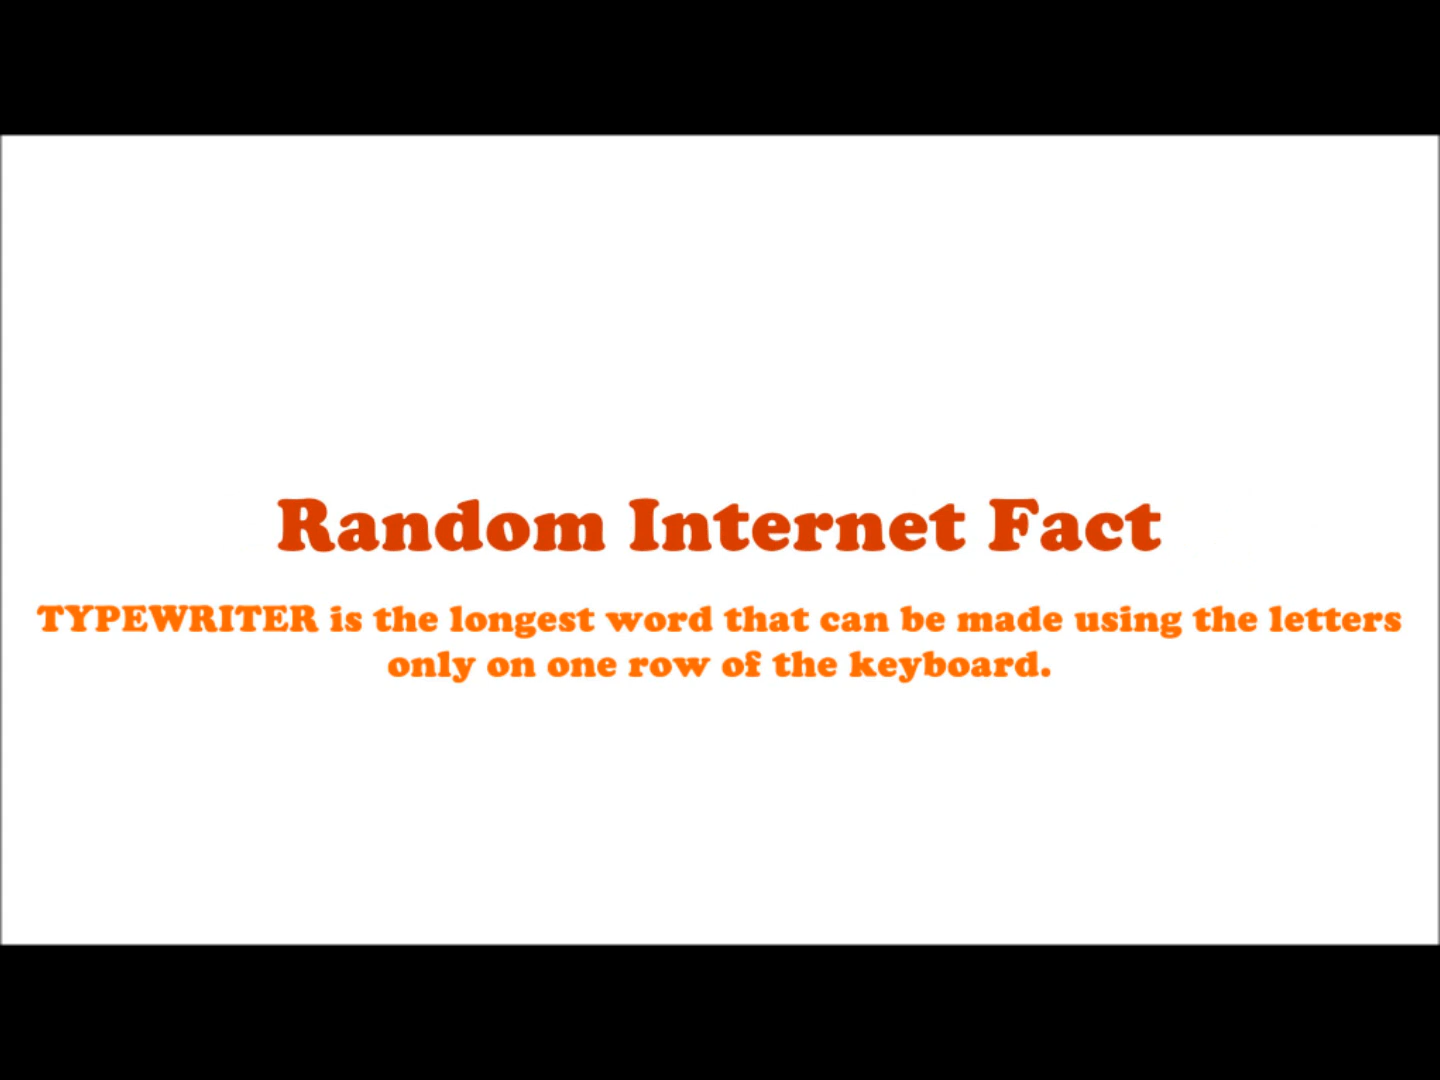 Random Internet Fact
TYPEWRITER is the longest word that can be made using the letters
only on one row of the keyboard.